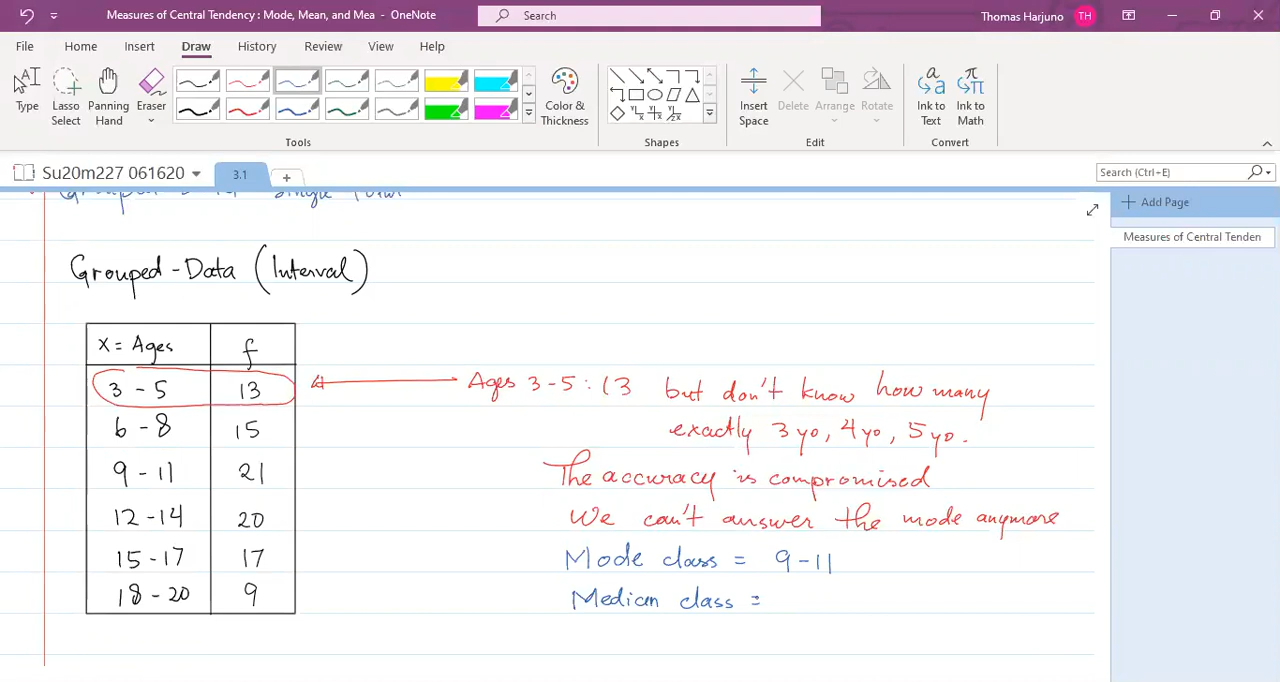 Measures of Central Tendency : Mode, Mean, and Mea - OneNote
Search
Thomas Harjuno
TH
File Home Insert Draw History Review View Help
Type
Lasso Select
Panning Hand
Eraser
Color & Thickness
Insert Space
Delete
Arrange
Rotate
Ink to Text
Ink to Math
Tools
Shapes
Edit
Convert
Su20m227 061620
3.1
Search (Ctrl+E)
Add Page
Measures of Central Tenden
Grouped single
Grouped-Data (Interval)
x = Ages f
3 - 5 13
6 - 8 15
9 - 11 21
12 - 14 20
15 - 17 17
18 - 20 9
Ages 3-5 : 13 but don't know how many
exactly 3 yo, 4 yo, 5 yo.
The accuracy is compromised
We can't answer the mode anymore
Mode class = 9 - 11
Median class =